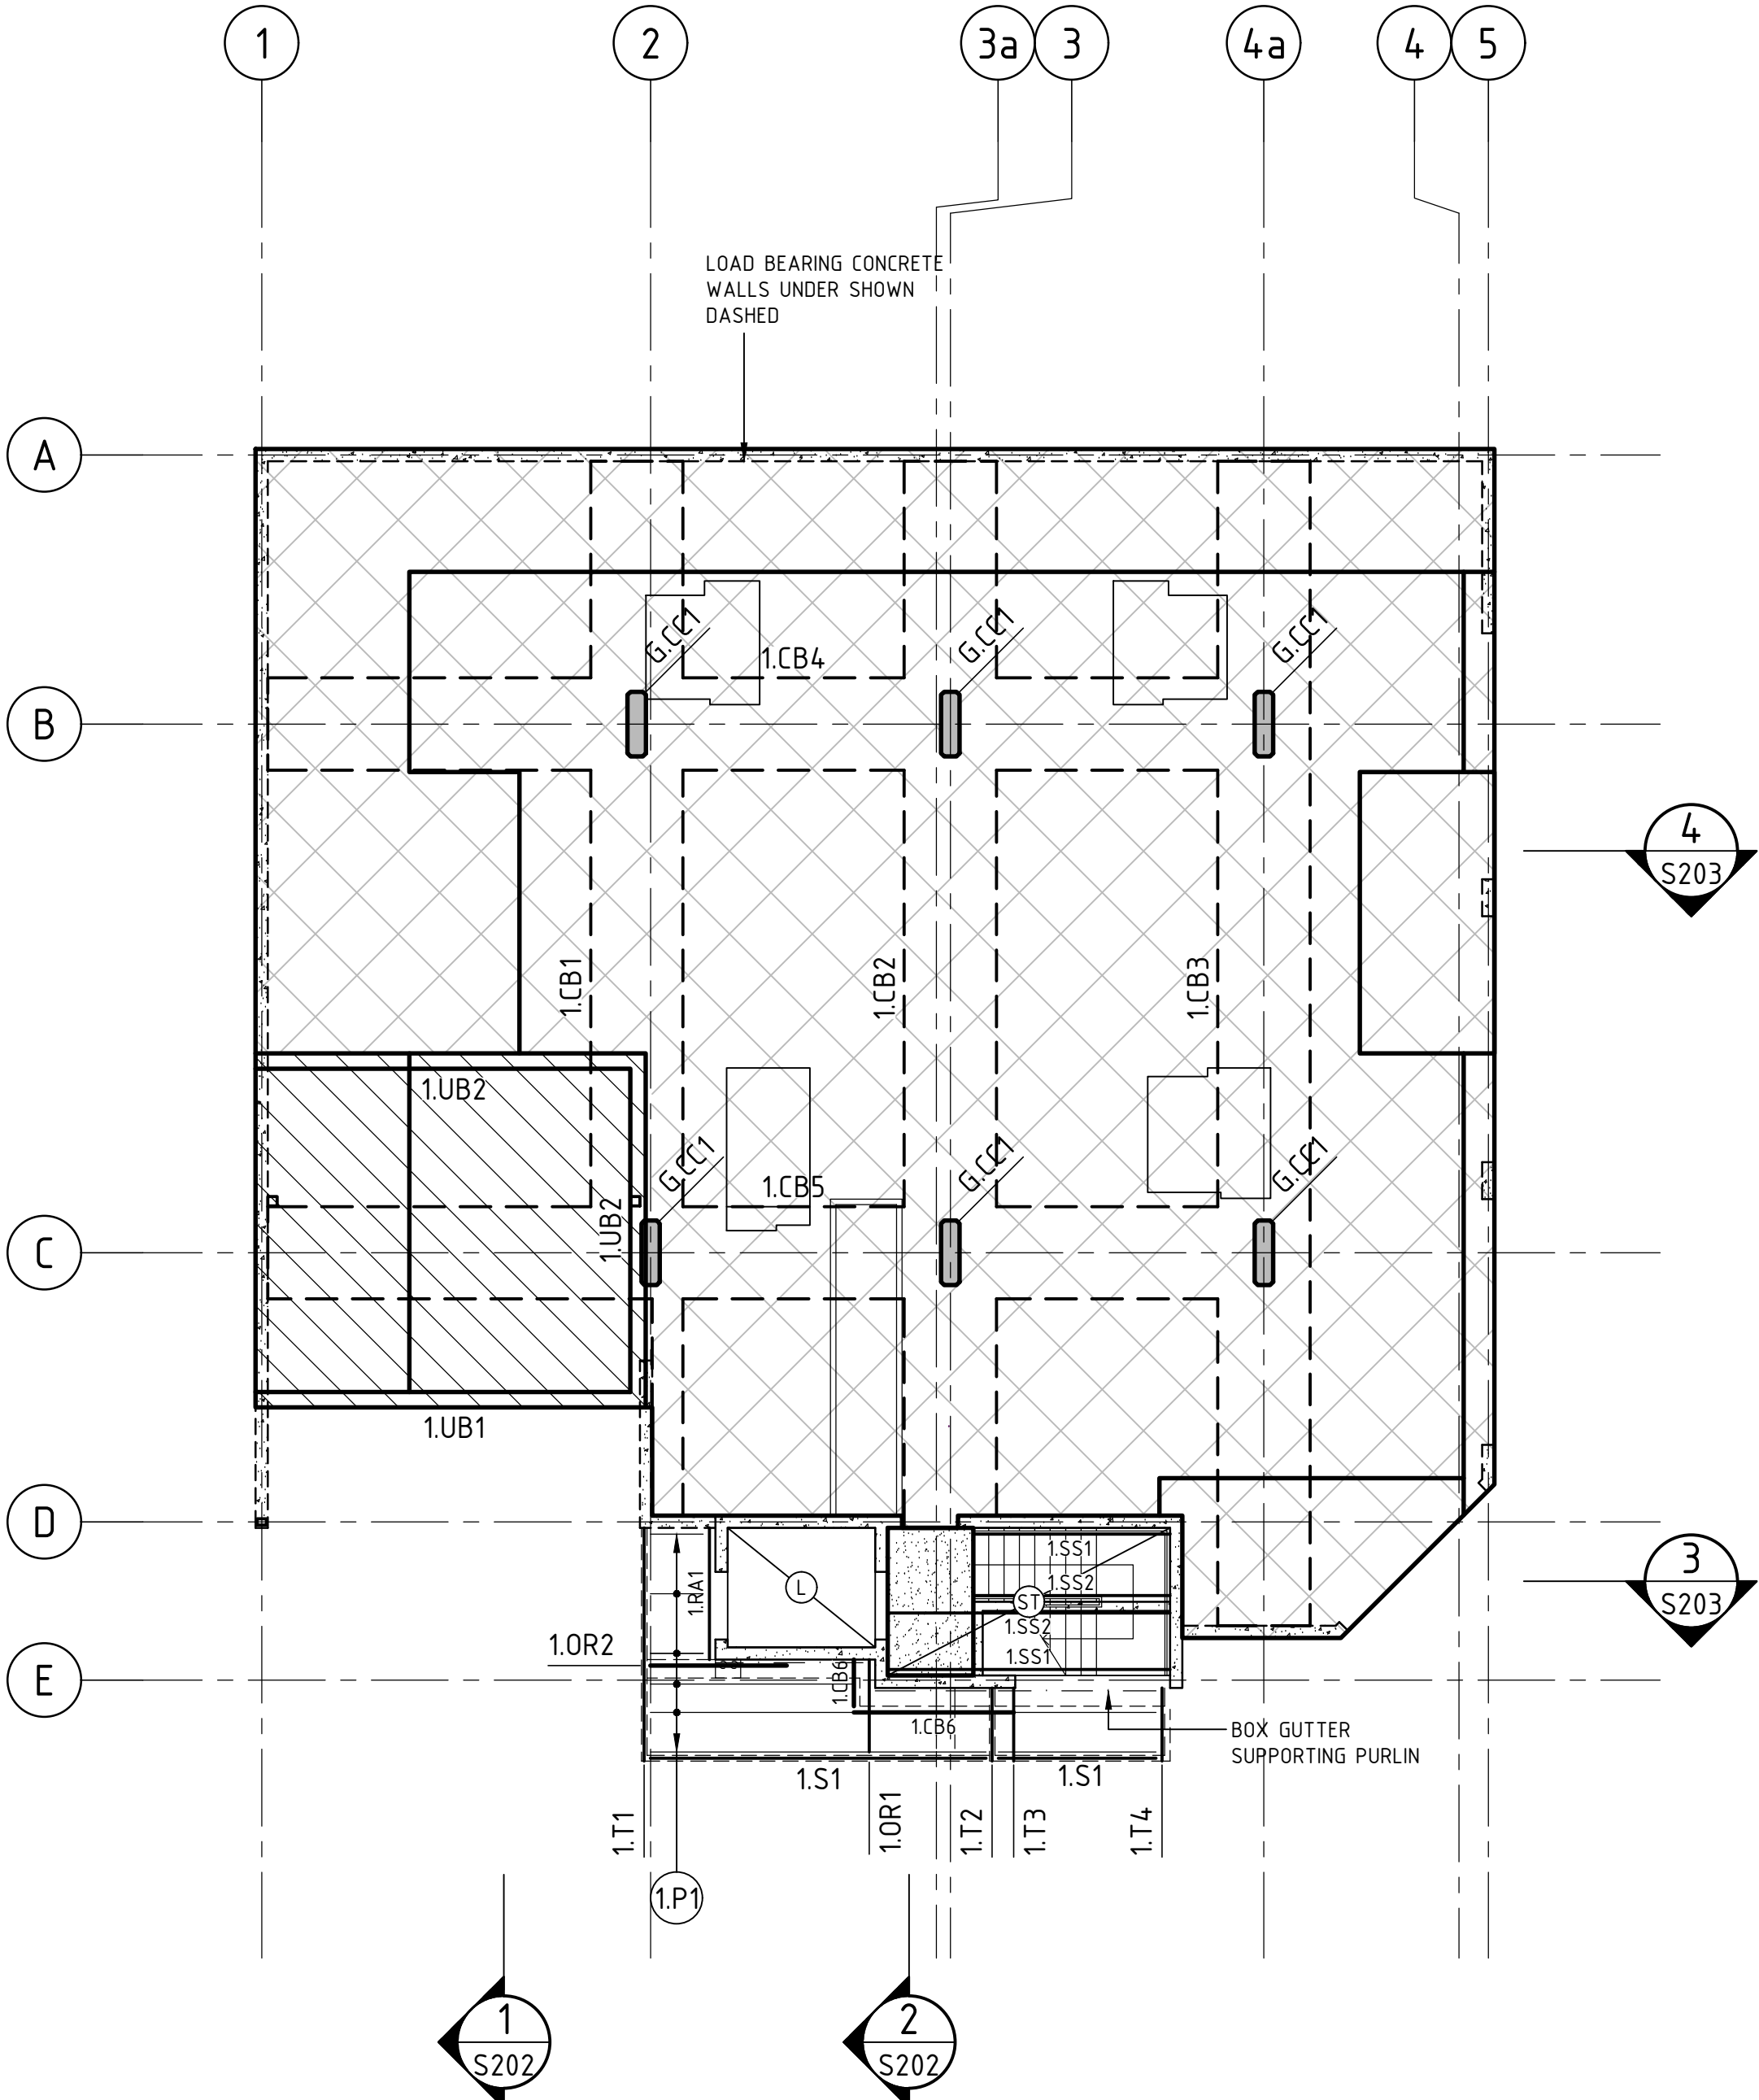 1
2
3a
3
4a
4
5
LOAD BEARING CONCRETE
WALLS UNDER SHOWN
DASHED
A
G.CC1
G.CC1
G.CC1
1.CB4
B
4
S203
1.CB1
1.CB2
1.CB3
1.UB2
G.CC1
G.CC1
G.CC1
1.CB5
1.UB2
C
1.UB1
D
1.SS1
1.SS2
1.RA1
L
ST
3
S203
1.SS2
1.SS1
1.OR2
E
1.CB6
1.CB6
BOX GUTTER
SUPPORTING PURLIN
1.S1
1.S1
1.T1
1.OR1
1.T2
1.T3
1.T4
1.P1
1
S202
2
S202